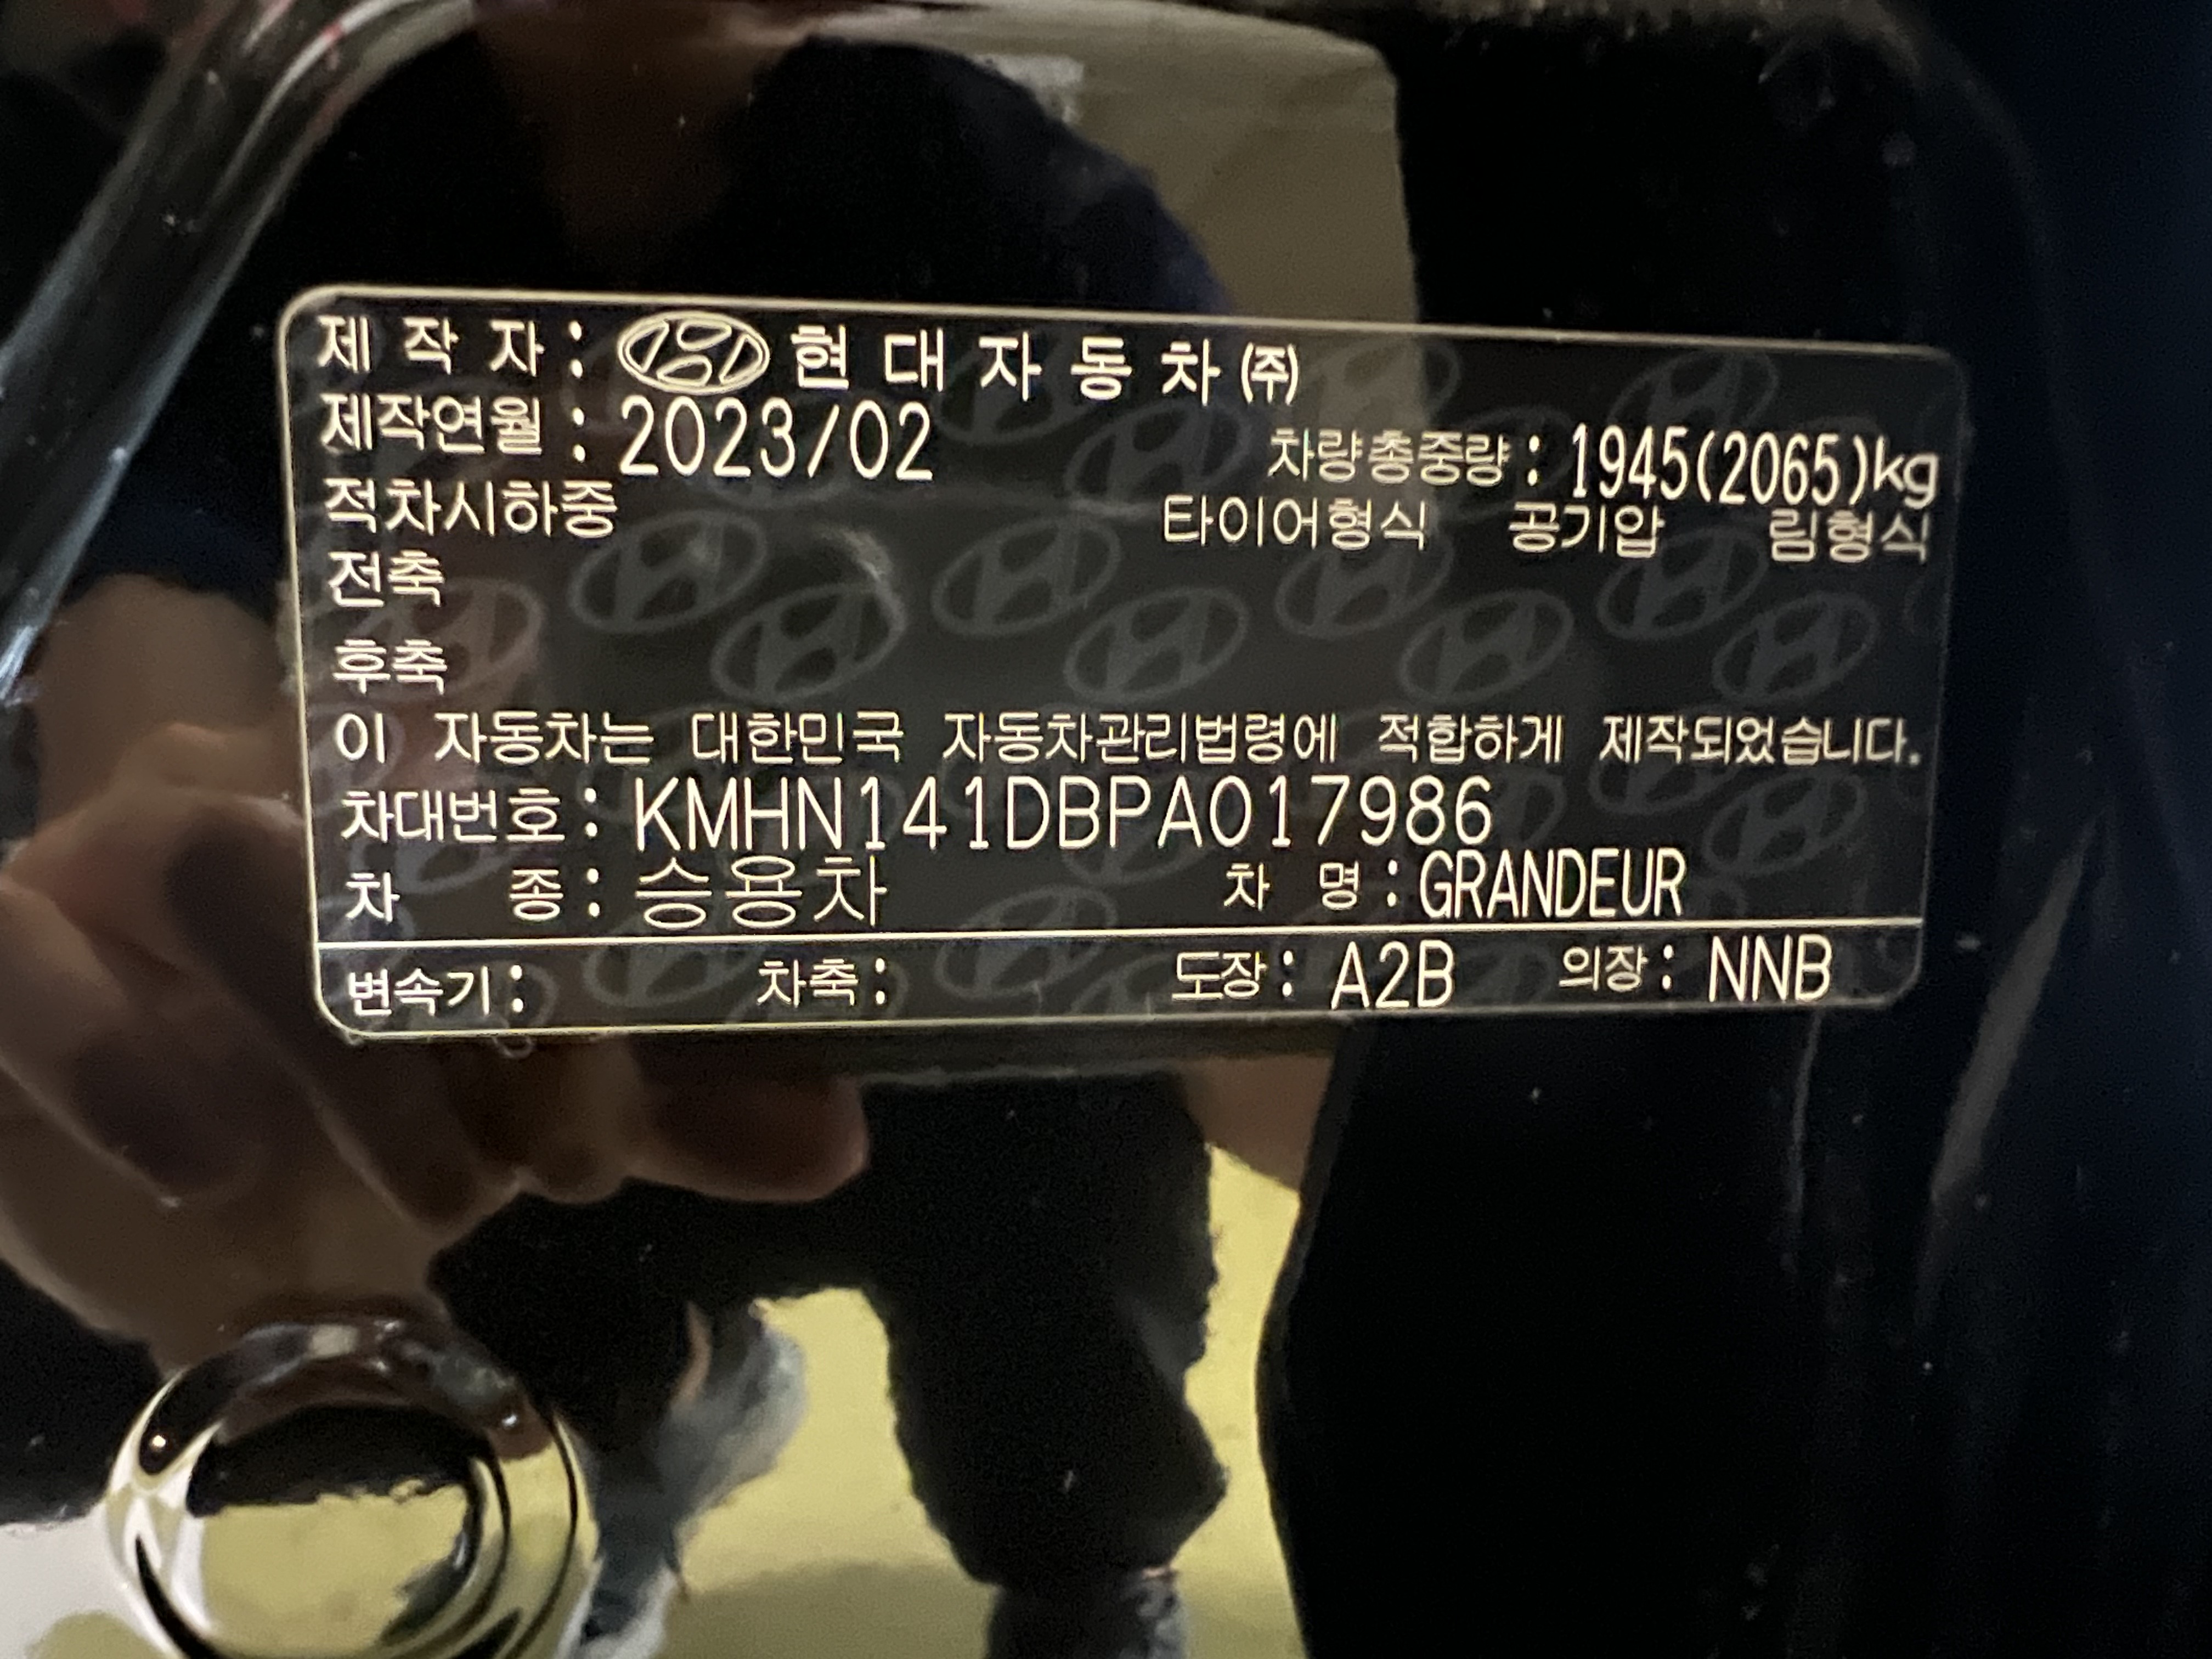 제 작 자 : 현 대 자 동 차 ㈜
제작연월 : 2023/02 차량총중량 : 1945(2065)kg
적차시하중 타이어형식 공기압 림형식
전축
후축
이 자동차는 대한민국 자동차관리법령에 적합하게 제작되었습니다.
차대번호 : KMHN141DBPA017986
차 종 : 승용차 차 명 : GRANDEUR
변속기 : 차축 : 도장 : A2B 의장 : NNB